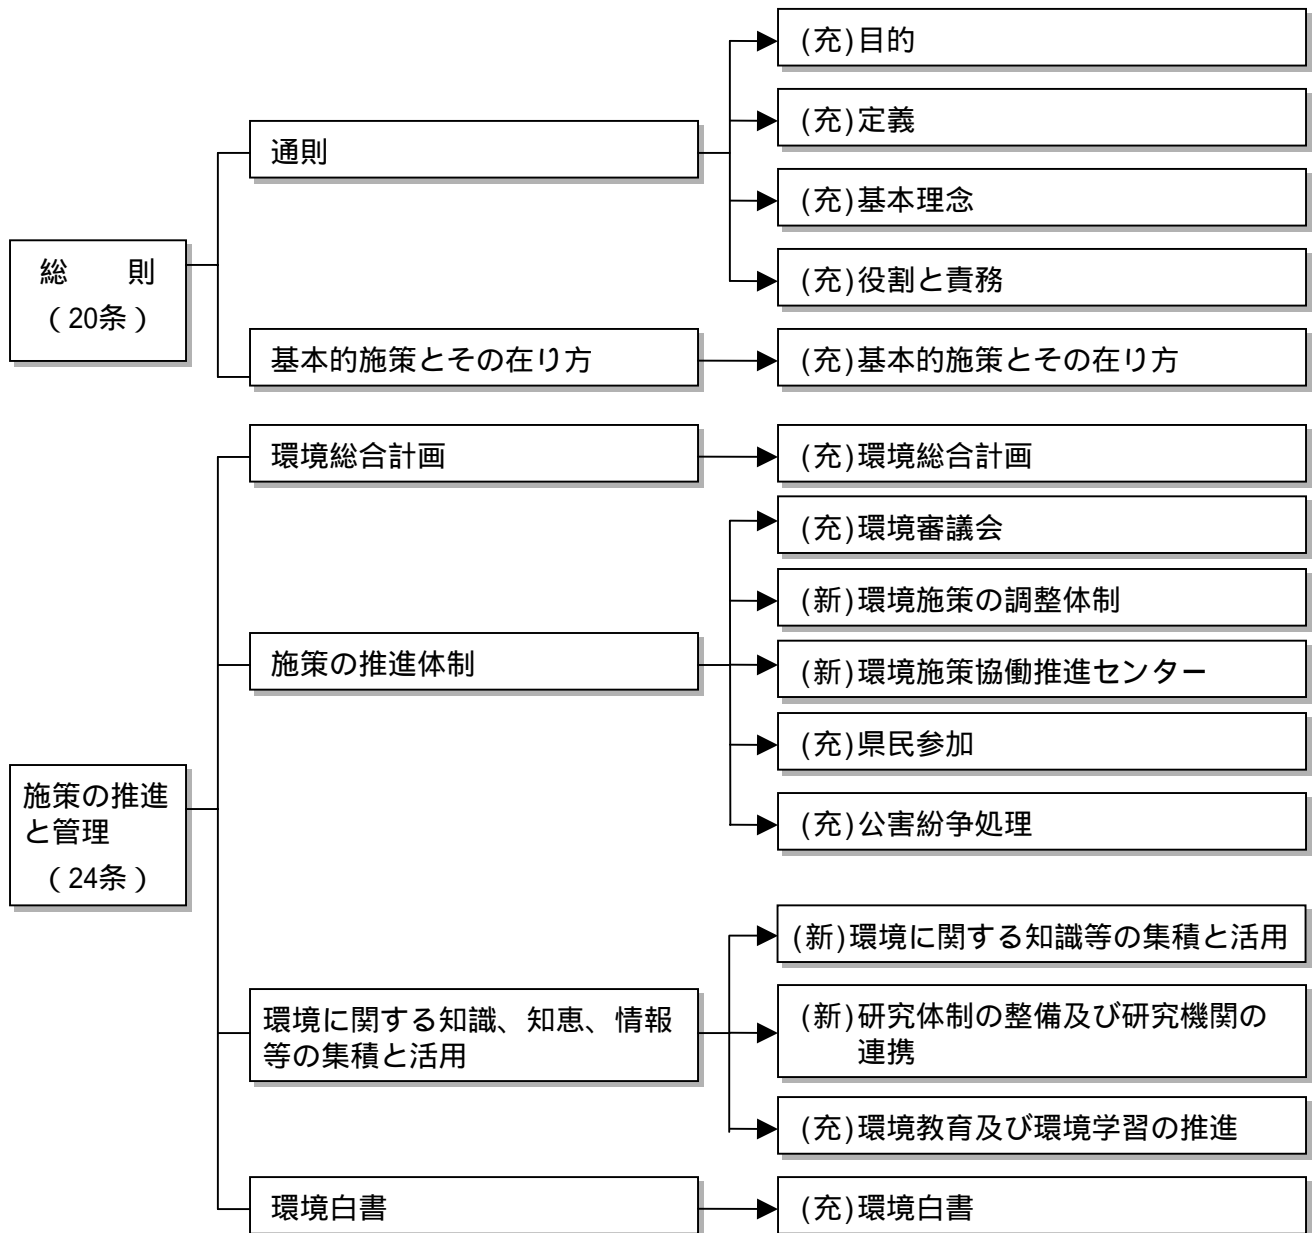 総　則
（20条）
通則
(充)目的
(充)定義
(充)基本理念
(充)役割と責務
基本的施策とその在り方
(充)基本的施策とその在り方
施策の推進
と管理
（24条）
環境総合計画
(充)環境総合計画
施策の推進体制
(充)環境審議会
(新)環境施策の調整体制
(新)環境施策協働推進センター
(充)県民参加
(充)公害紛争処理
環境に関する知識、知恵、情報
等の集積と活用
(新)環境に関する知識等の集積と活用
(新)研究体制の整備及び研究機関の
連携
(充)環境教育及び環境学習の推進
環境白書
(充)環境白書